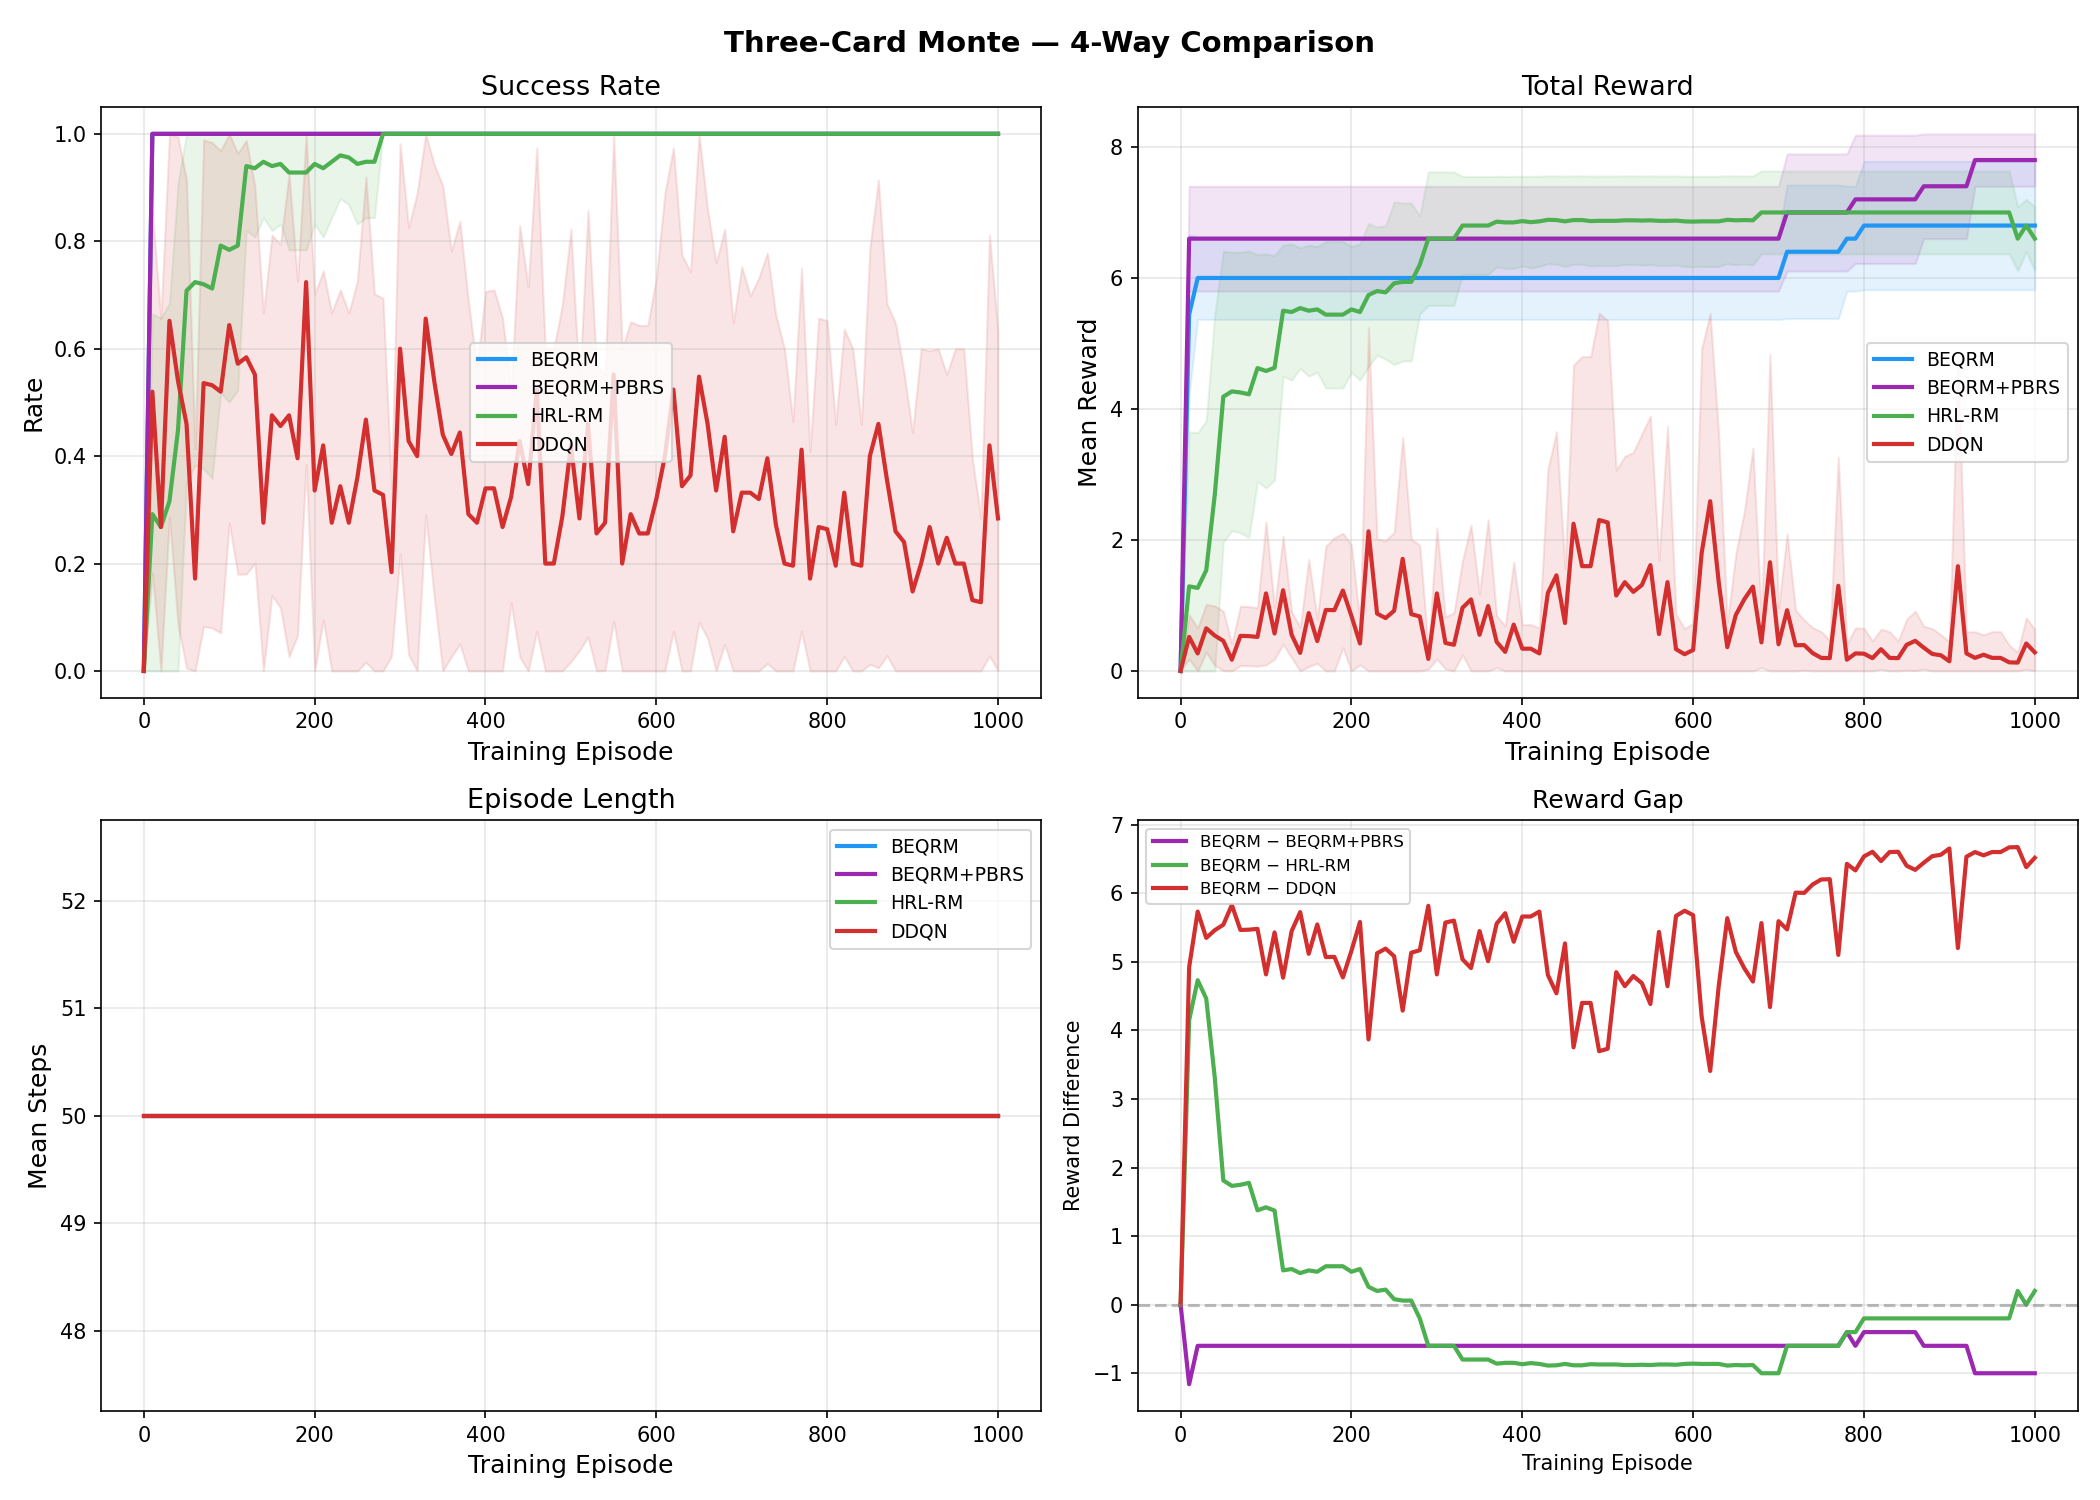 Three-Card Monte — 4-Way Comparison
Success Rate
Rate
1.0
0.8
0.6
0.4
0.2
0.0
BEQRM
BEQRM+PBRS
HRL-RM
DDQN
0 200 400 600 800 1000
Training Episode
Total Reward
Mean Reward
8
6
4
2
0
BEQRM
BEQRM+PBRS
HRL-RM
DDQN
0 200 400 600 800 1000
Training Episode
Episode Length
Mean Steps
52
51
50
49
48
BEQRM
BEQRM+PBRS
HRL-RM
DDQN
0 200 400 600 800 1000
Training Episode
Reward Gap
Reward Difference
7
6
5
4
3
2
1
0
−1
BEQRM − BEQRM+PBRS
BEQRM − HRL-RM
BEQRM − DDQN
0 200 400 600 800 1000
Training Episode